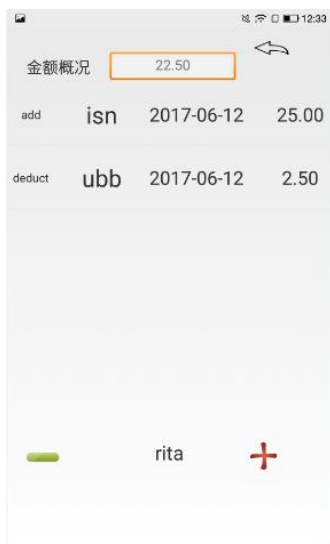 12:33
金额概况 22.50
add isn 2017-06-12 25.00
deduct ubb 2017-06-12 2.50
rita